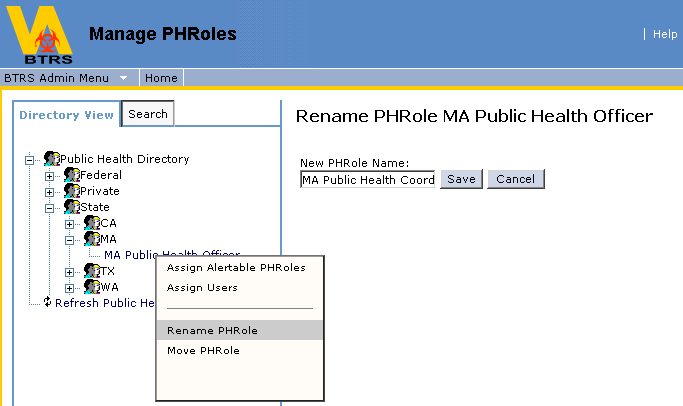 VA
BTRS
Manage PHRoles
Help
BTRS Admin Menu
Home
Directory View
Search
Rename PHRole MA Public Health Officer
Public Health Directory
Federal
Private
State
CA
MA
MA Public Health Officer
TX
WA
Refresh Public He
New PHRole Name:
MA Public Health Coord
Save
Cancel
Assign Alertable PHRoles
Assign Users
Rename PHRole
Move PHRole